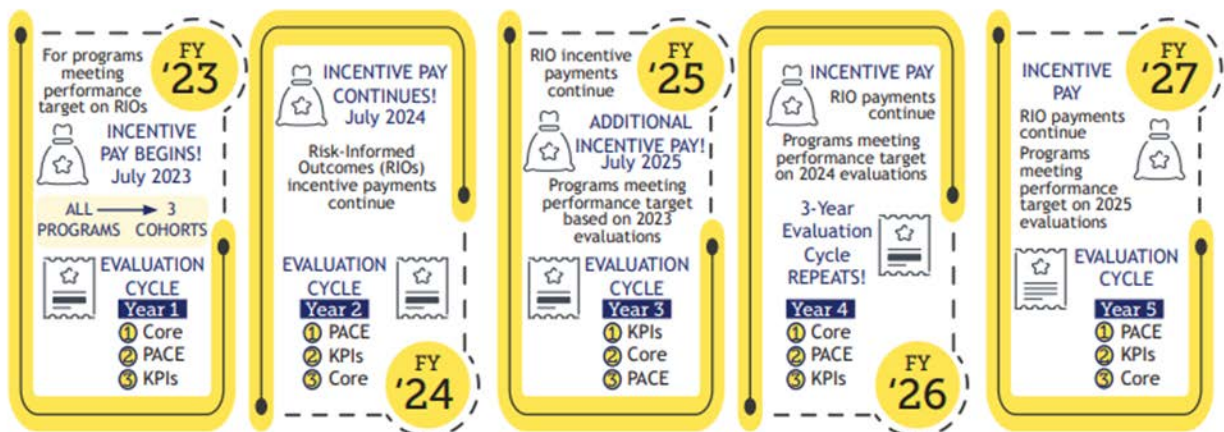 FY
'23
For programs
meeting
performance
target on RIOs
INCENTIVE
PAY BEGINS!
July 2023
ALL 3
PROGRAMS COHORTS
EVALUATION
CYCLE
Year 1
1 Core
2 PACE
3 KPIs
INCENTIVE PAY
CONTINUES!
July 2024
Risk-Informed
Outcomes (RIOs)
incentive payments
continue
EVALUATION
CYCLE
Year 2
1 PACE
2 KPIs
3 Core
FY
'24
FY
'25
RIO incentive
payments
continue
ADDITIONAL
INCENTIVE PAY!
July 2025
Programs meeting
performance target
based on 2023
evaluations
EVALUATION
CYCLE
Year 3
1 KPIs
2 Core
3 PACE
INCENTIVE PAY
RIO payments
continue
Programs meeting
performance target
on 2024 evaluations
3-Year
Evaluation
Cycle
REPEATS!
Year 4
1 Core
2 PACE
3 KPIs
FY
'26
FY
'27
INCENTIVE
PAY
RIO payments
continue
Programs
meeting
performance
target on 2025
evaluations
EVALUATION
CYCLE
Year 5
1 PACE
2 KPIs
3 Core